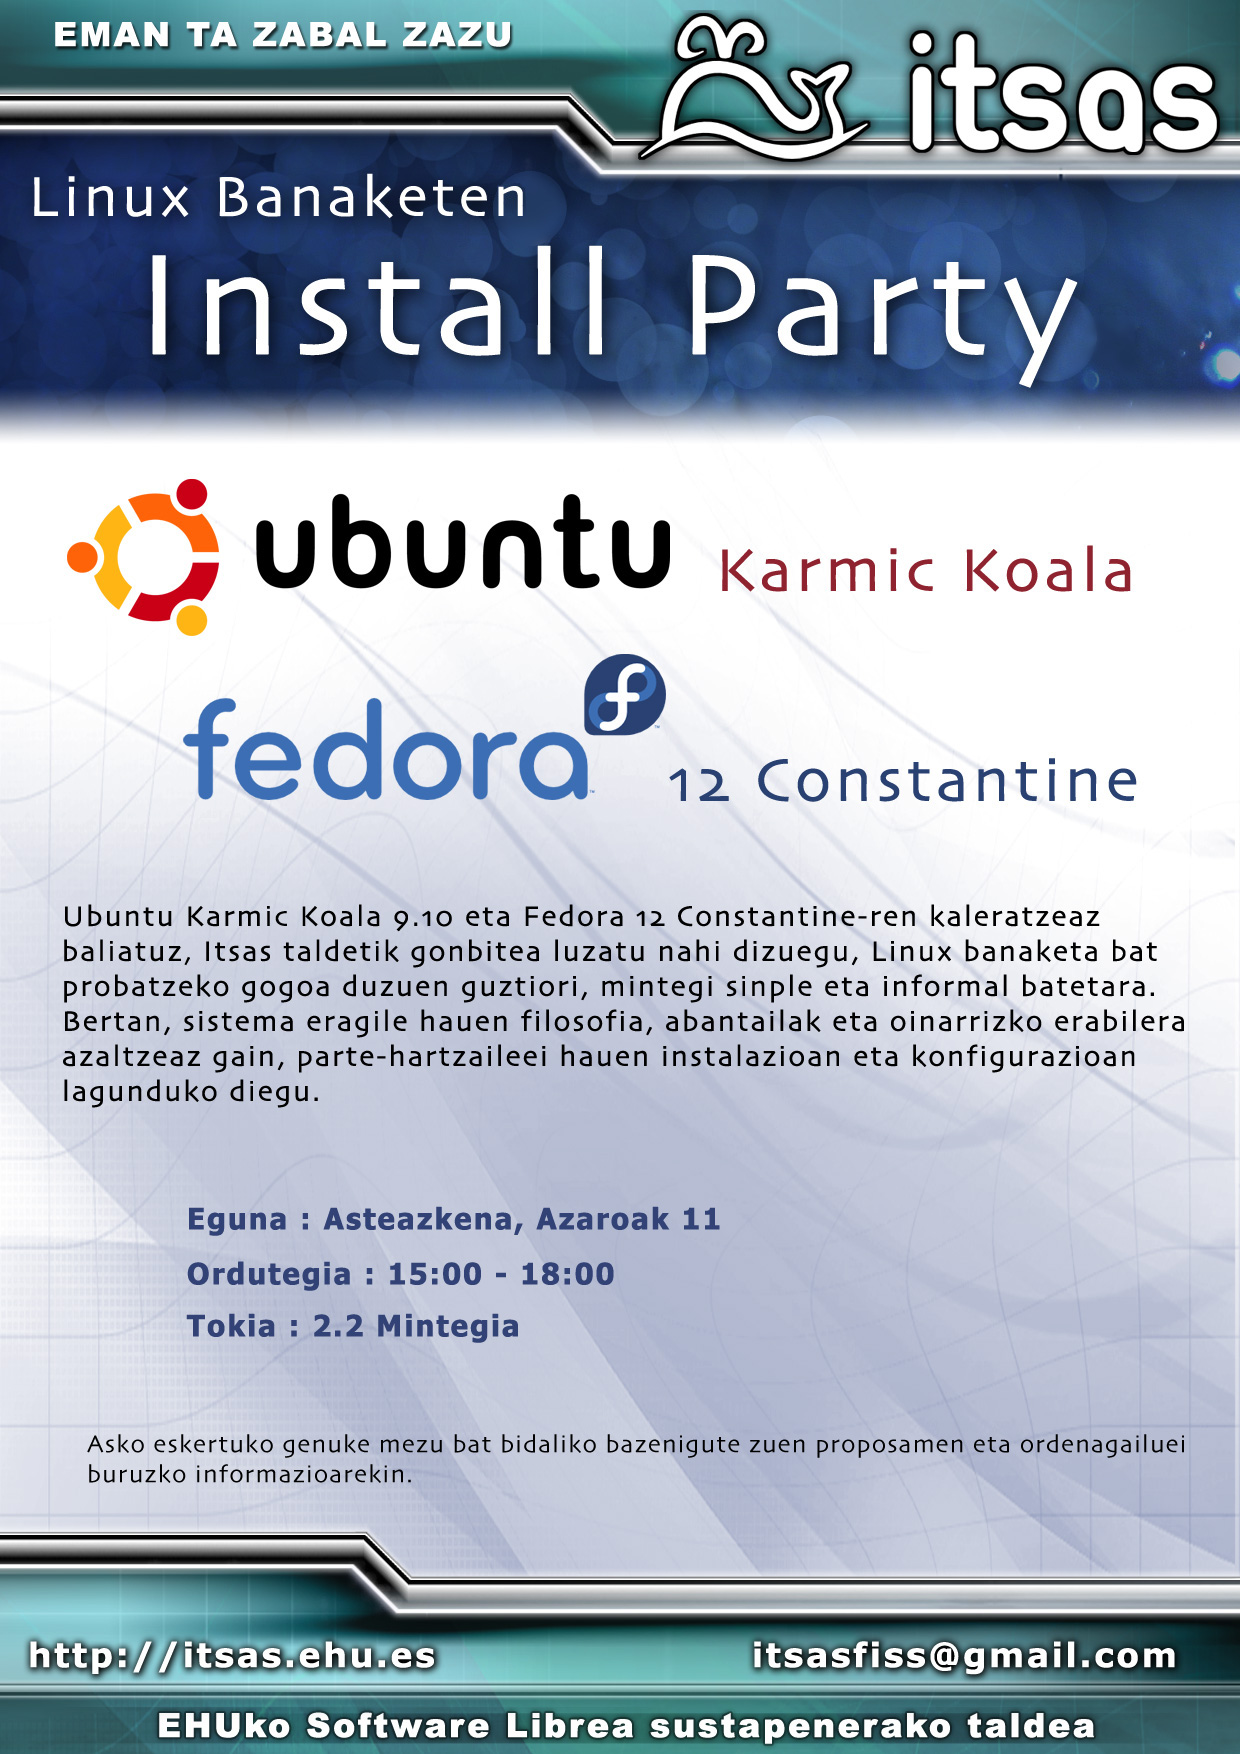 EMAN TA ZABAL ZAZU
itsas
Linux Banaketen
Install Party
ubuntu Karmic Koala
fedora 12 Constantine
Ubuntu Karmic Koala 9.10 eta Fedora 12 Constantine-ren kaleratzeaz
baliatuz, Itsas taldetik gonbitea luzatu nahi dizuegu, Linux banaketa bat
probatzeko gogoa duzuen guztiori, mintegi sinple eta informal batetara.
Bertan, sistema eragile hauen filosofia, abantailak eta oinarrizko erabilera
azaltzeaz gain, parte-hartzaileei hauen instalazioan eta konfigurazioan
lagunduko diegu.
Eguna : Asteazkena, Azaroak 11
Ordutegia : 15:00 - 18:00
Tokia : 2.2 Mintegia
Asko eskertuko genuke mezu bat bidaliko bazenigute zuen proposamen eta ordenagailuei
buruzko informazioarekin.
http://itsas.ehu.es itsasfiss@gmail.com
EHUko Software Librea sustapenerako taldea